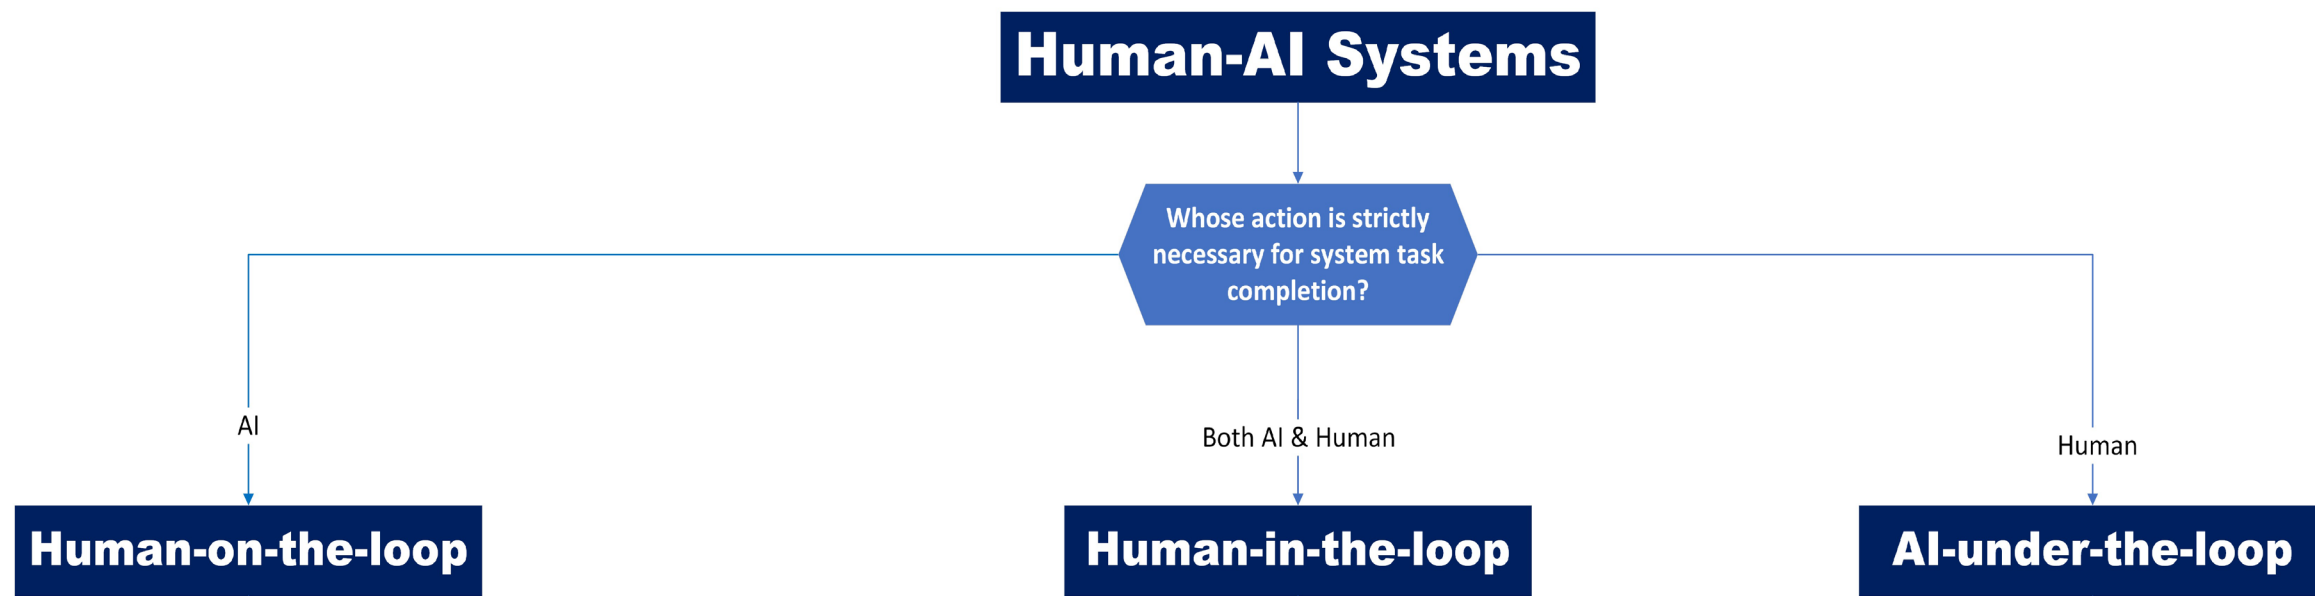 Human-AI Systems
Whose action is strictly
necessary for system task
completion?
AI
Both AI & Human
Human
Human-on-the-loop
Human-in-the-loop
AI-under-the-loop